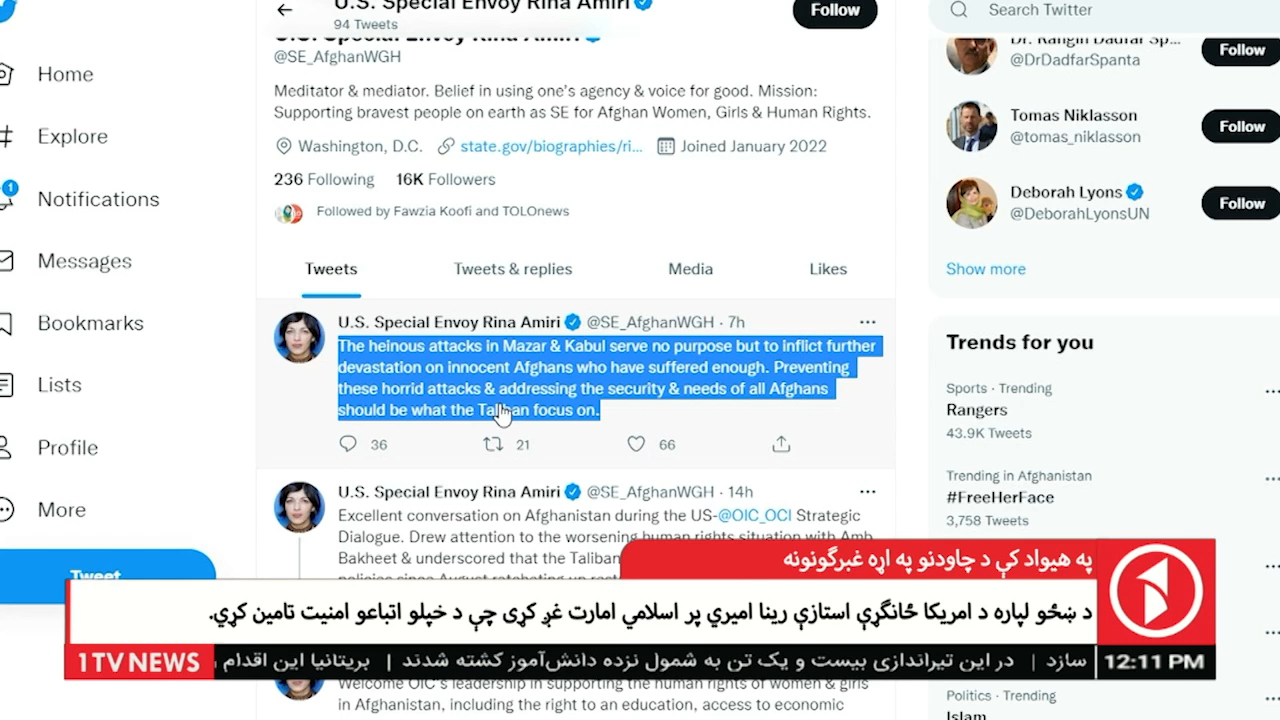 U.S. Special Envoy Rina Amiri
94 Tweets
Follow
Search Twitter
U.S. Special Envoy Rina Amiri
@SE_AfghanWGH
Meditator & mediator. Belief in using one's agency & voice for good. Mission:
Supporting bravest people on earth as SE for Afghan Women, Girls & Human Rights.
Washington, D.C. state.gov/biographies/ri... Joined January 2022
236 Following 16K Followers
Followed by Fawzia Koofi and TOLOnews
Tweets Tweets & replies Media Likes
U.S. Special Envoy Rina Amiri @SE_AfghanWGH · 7h
The heinous attacks in Mazar & Kabul serve no purpose but to inflict further
devastation on innocent Afghans who have suffered enough. Preventing
these horrid attacks & addressing the security & needs of all Afghans
should be what the Taliban focus on.
36 21 66
U.S. Special Envoy Rina Amiri @SE_AfghanWGH · 14h
Excellent conversation on Afghanistan during the US-@OIC_OCI Strategic
Dialogue. Drew attention to the worsening human rights situation with Amb.
Bakheet & underscored that the Taliban
Welcome OIC's leadership in supporting the human rights of women & girls
in Afghanistan, including the right to an education, access to economic
Home
Explore
1
Notifications
Messages
Bookmarks
Lists
Profile
More
Tweet
Dr. Rangin Dadfar Sp...
@DrDadfarSpanta
Follow
Tomas Niklasson
@tomas_niklasson
Follow
Deborah Lyons
@DeborahLyonsUN
Follow
Show more
Trends for you
Sports · Trending
Rangers
43.9K Tweets
Trending in Afghanistan
#FreeHerFace
3,758 Tweets
Politics · Trending
Islam
په هیواد کې د چاودنو په اړه غبرګونونه
د ښځو لپاره د امریکا ځانګړې استازې رینا امیري پر اسلامي امارت غږ کړی چې د خپلو اتباعو امنیت تامین کړي.
1TV NEWS
سازد | در این تیراندازی بیست و یک تن به شمول نزده دانش‌آموز کشته شدند | بریتانیا این اقدام
12:11 PM